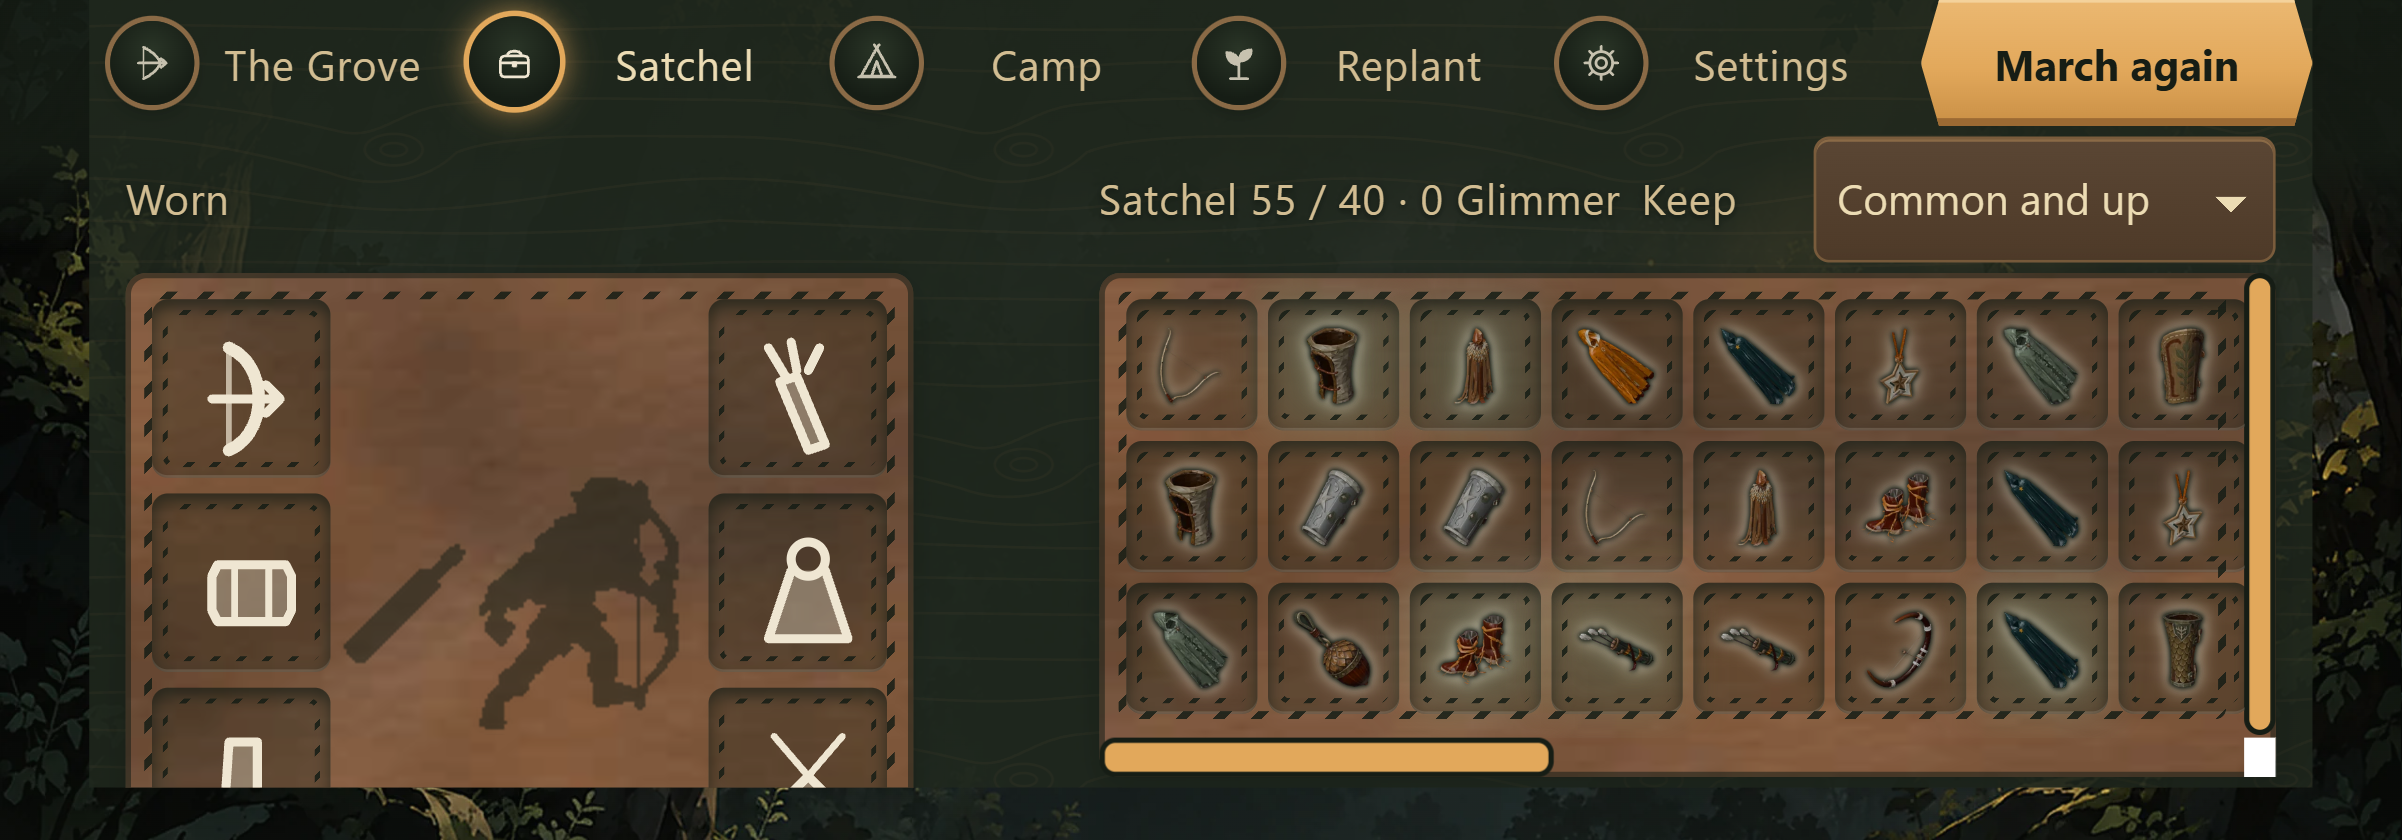 The Grove Satchel Camp Replant Settings March again
Worn
Satchel 55 / 40 · 0 Glimmer Keep Common and up